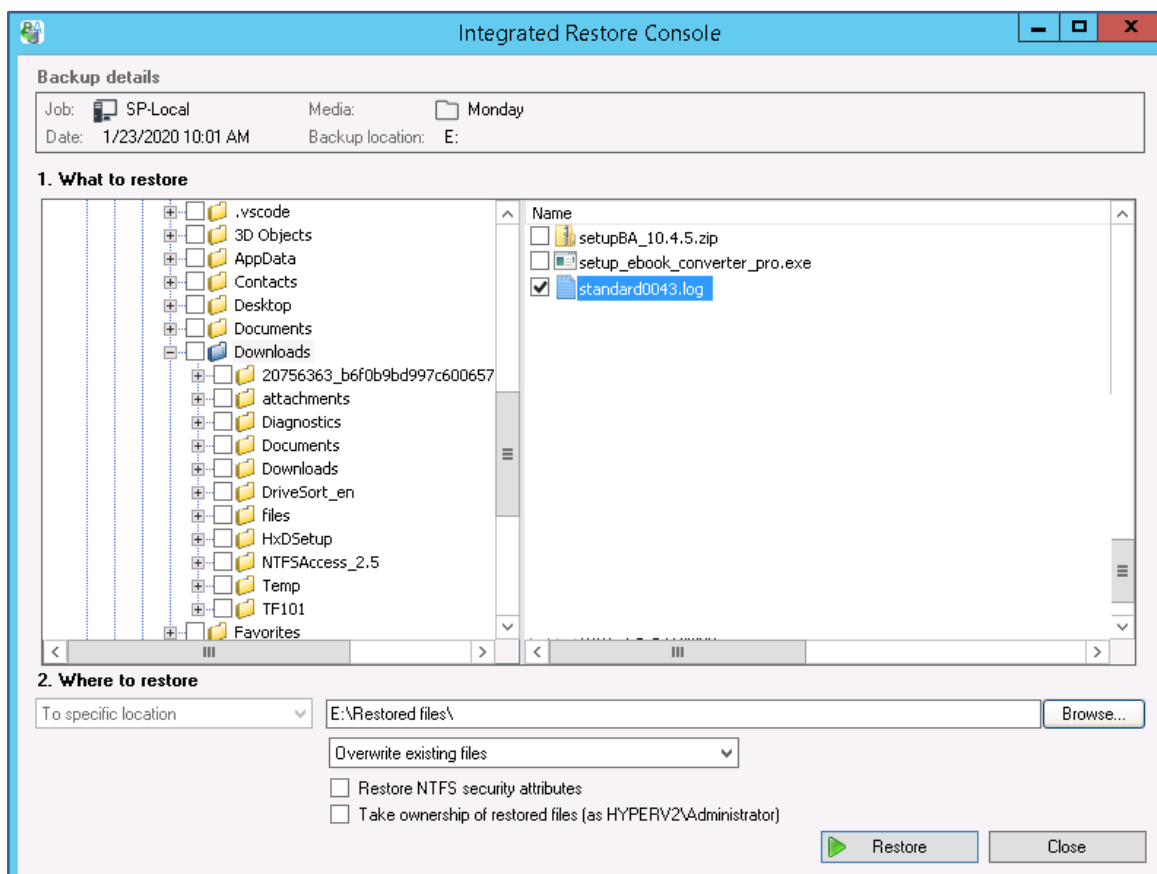 Integrated Restore Console
Backup details
Job: SP-Local Media: Monday
Date: 1/23/2020 10:01 AM Backup location: E:
1. What to restore
.vscode
3D Objects
AppData
Contacts
Desktop
Documents
Downloads
20756363_b6f0b9bd997c600657
attachments
Diagnostics
Documents
Downloads
DriveSort_en
files
HxDSetup
NTFSAccess_2.5
Temp
TF101
Favorites
Name
setupBA_10.4.5.zip
setup_ebook_converter_pro.exe
standard0043.log
2. Where to restore
To specific location E:\Restored files\ Browse...
Overwrite existing files
Restore NTFS security attributes
Take ownership of restored files (as HYPERV2\Administrator)
Restore Close